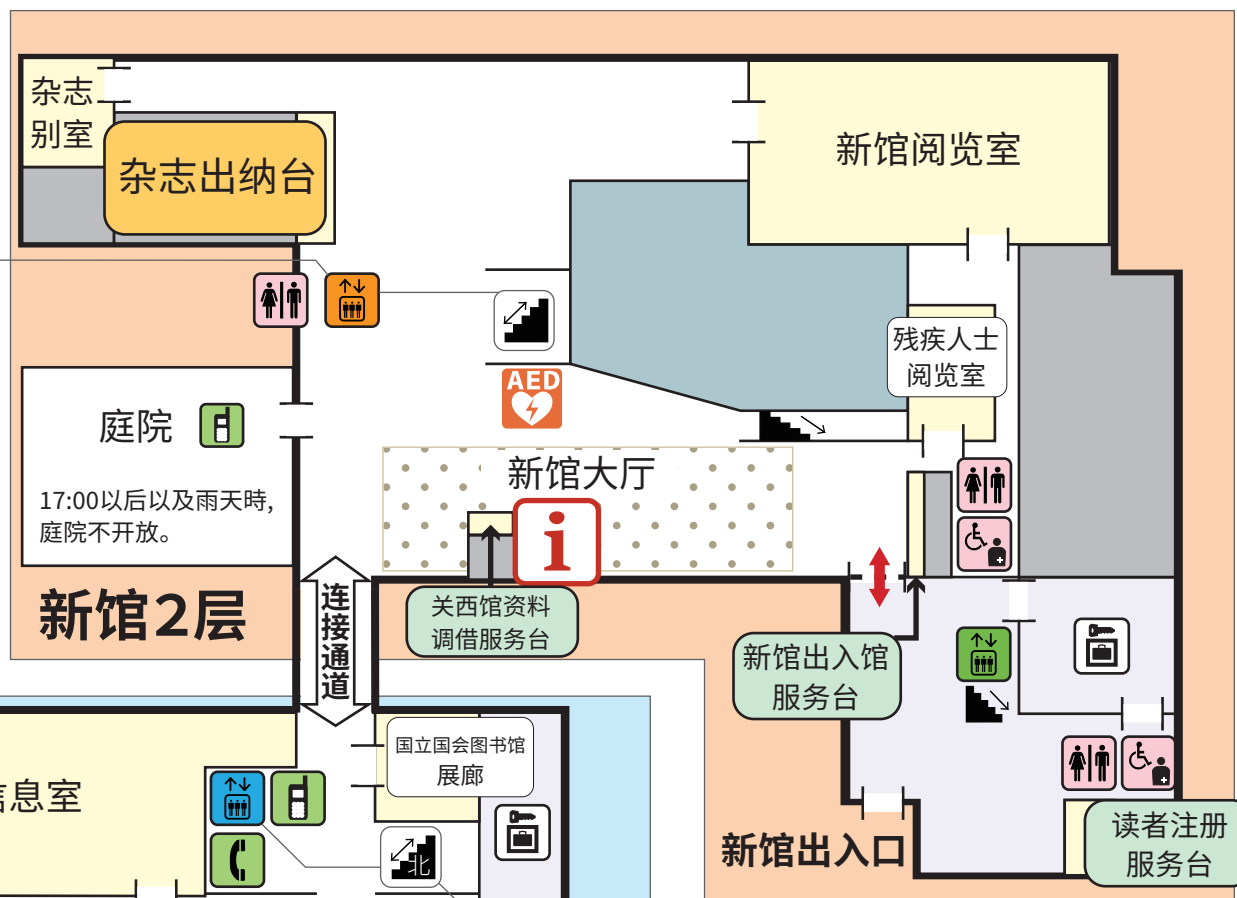 杂志
别室
杂志出纳台
新馆阅览室
残疾人士
阅览室
AED
庭院
17:00以后以及雨天時,
庭院不开放。
新馆大厅
i
新馆2层
连接通道
关西馆资料
调借服务台
新馆出入馆
服务台
国立国会图书馆
展廊
息室
北
新馆出入口
读者注册
服务台